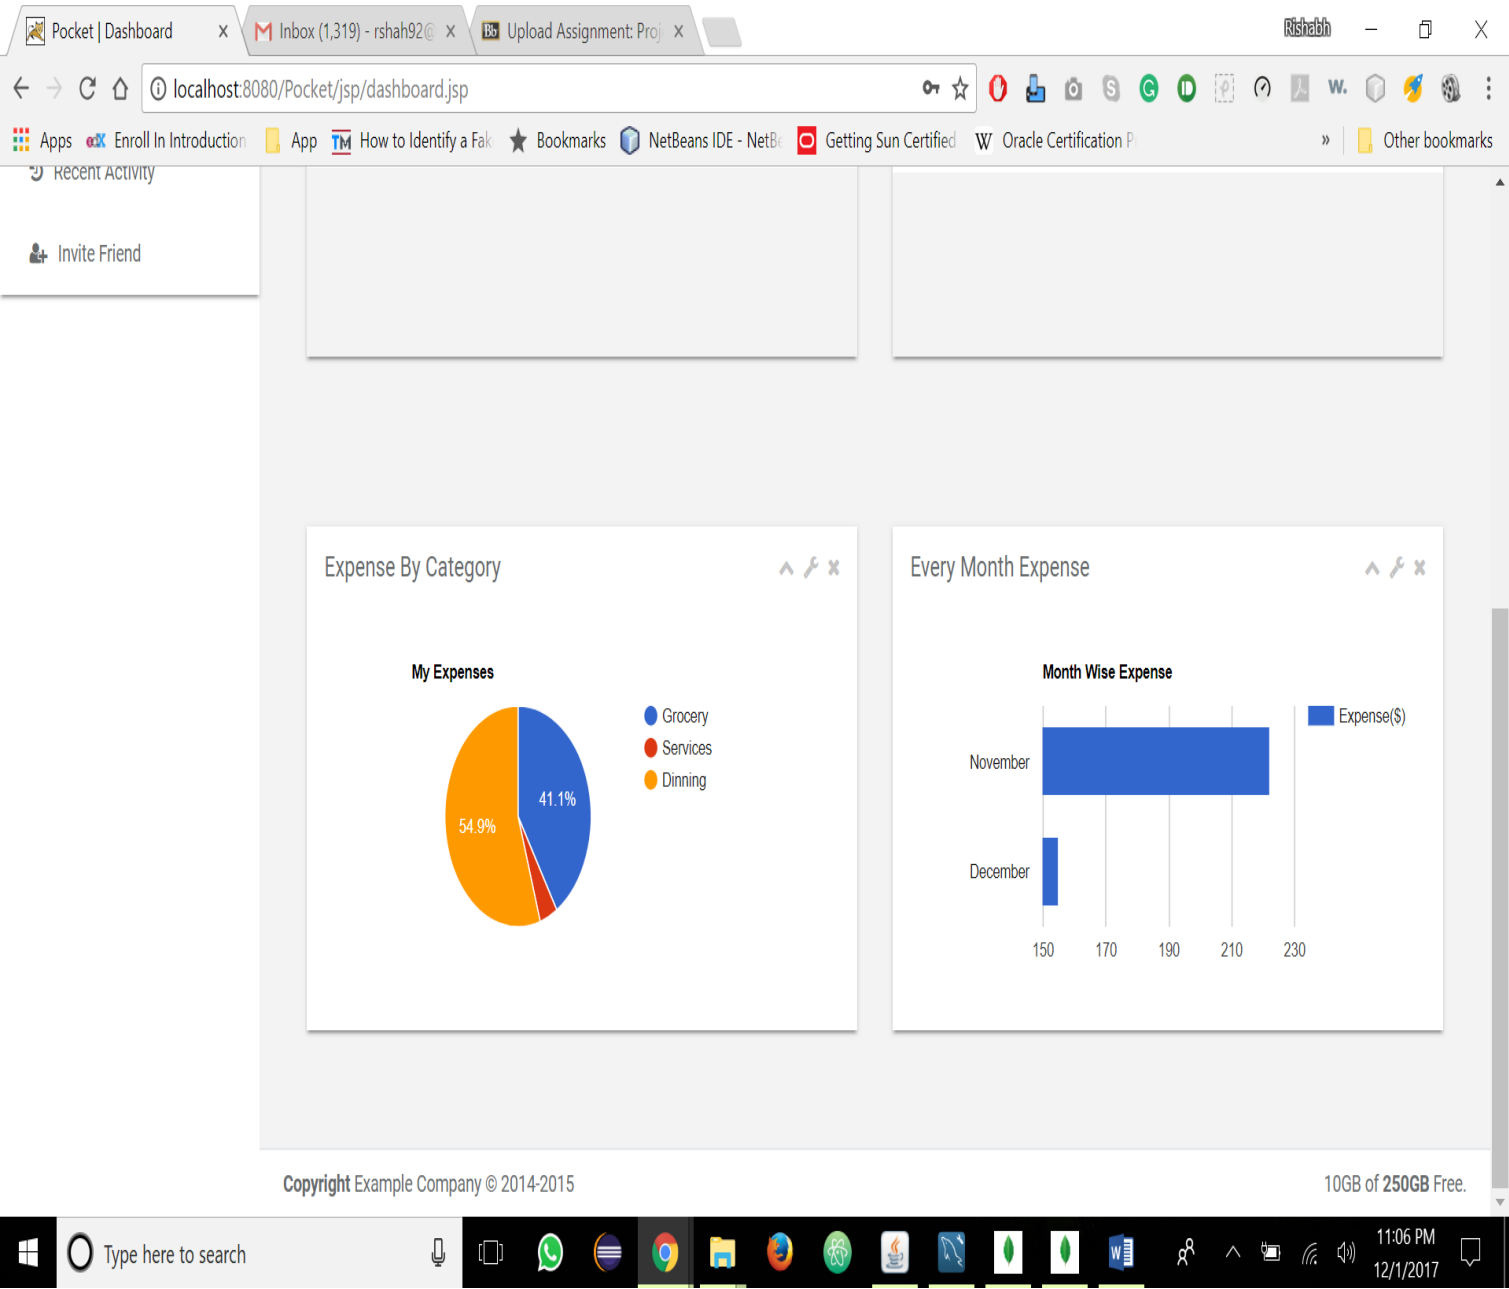 Pocket | Dashboard
Inbox (1,319) - rshah92@
Upload Assignment: Proj
Rishabh
localhost:8080/Pocket/jsp/dashboard.jsp
Apps
Enroll In Introduction
App
TM How to Identify a Fak
Bookmarks
NetBeans IDE - NetBe
Getting Sun Certified
W Oracle Certification P
»
Other bookmarks
Recent Activity
Invite Friend
Expense By Category
My Expenses
Grocery
Services
Dinning
41.1%
54.9%
Every Month Expense
Month Wise Expense
Expense($)
November
December
150 170 190 210 230
Copyright Example Company © 2014-2015
10GB of 250GB Free.
Type here to search
11:06 PM
12/1/2017